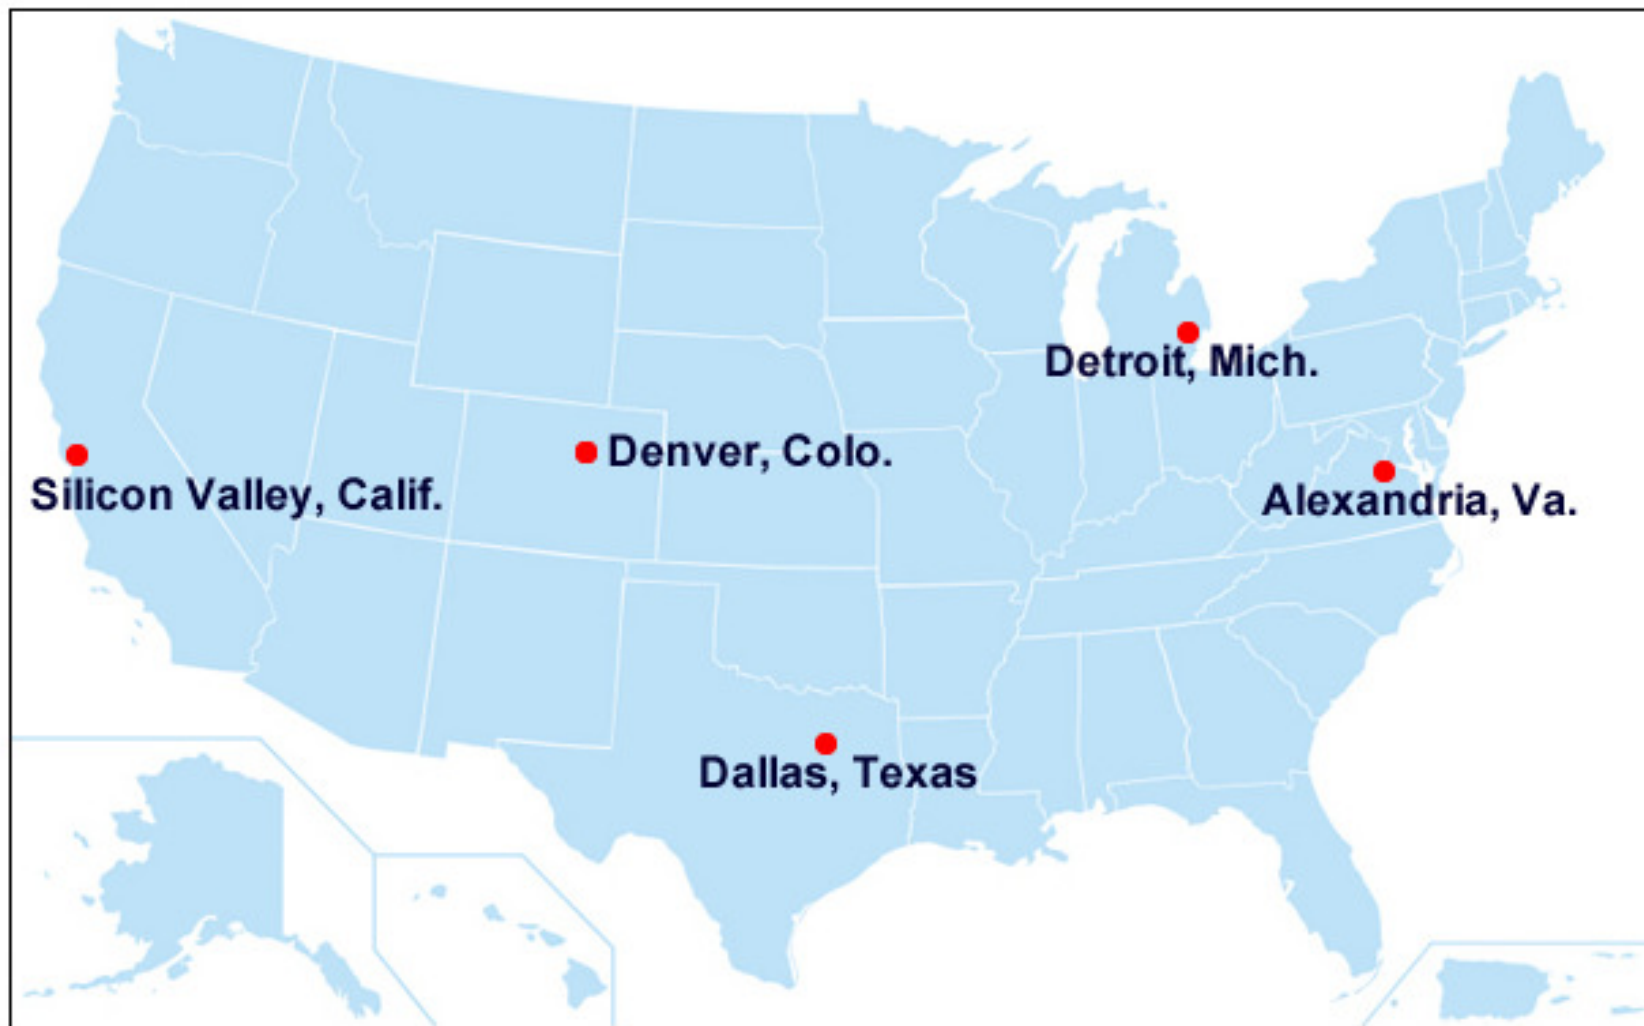 Detroit, Mich.
Denver, Colo.
Silicon Valley, Calif.
Alexandria, Va.
Dallas, Texas